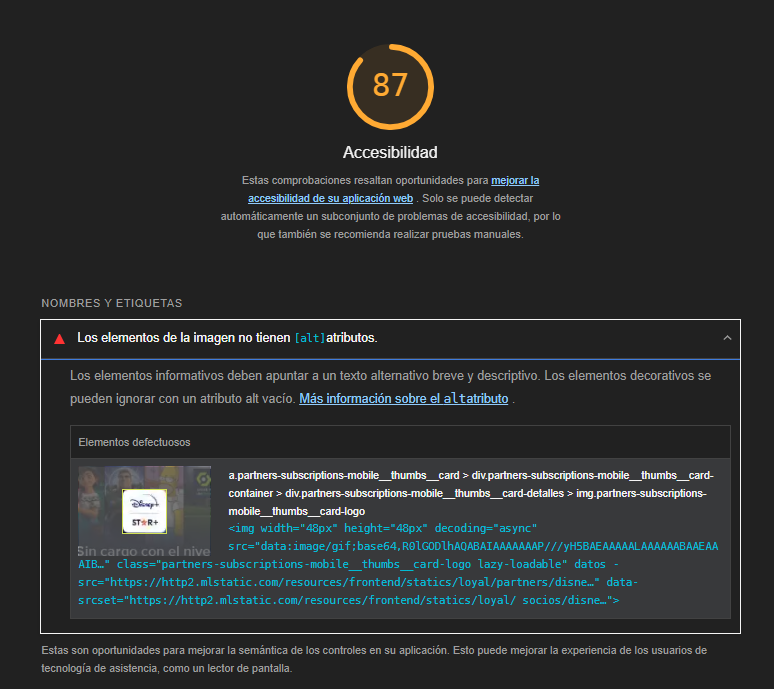 87
Accesibilidad
Estas comprobaciones resaltan oportunidades para mejorar la
accesibilidad de su aplicación web . Solo se puede detectar
automáticamente un subconjunto de problemas de accesibilidad, por lo
que también se recomienda realizar pruebas manuales.
NOMBRES Y ETIQUETAS
Los elementos de la imagen no tienen [alt]atributos.
Los elementos informativos deben apuntar a un texto alternativo breve y descriptivo. Los elementos decorativos se
pueden ignorar con un atributo alt vacío. Más información sobre el altatributo .
Elementos defectuosos
Disney+
ST★R+
Sin cargo con el nive
a.partners-subscriptions-mobile__thumbs__card > div.partners-subscriptions-mobile__thumbs__card-
container > div.partners-subscriptions-mobile__thumbs__card-detalles > img.partners-subscriptions-
mobile__thumbs__card-logo
<img width="48px" height="48px" decoding="async"
src="data:image/gif;base64,R0lGODlhAQABAIAAAAAAAP///yH5BAEAAAAALAAAAAABAAEAA
AIB…" class="partners-subscriptions-mobile__thumbs__card-logo lazy-loadable" datos -
src="https://http2.mlstatic.com/resources/frontend/statics/loyal/partners/disne…" data-
srcset="https://http2.mlstatic.com/resources/frontend/statics/loyal/ socios/disne…">
Estas son oportunidades para mejorar la semántica de los controles en su aplicación. Esto puede mejorar la experiencia de los usuarios de
tecnología de asistencia, como un lector de pantalla.